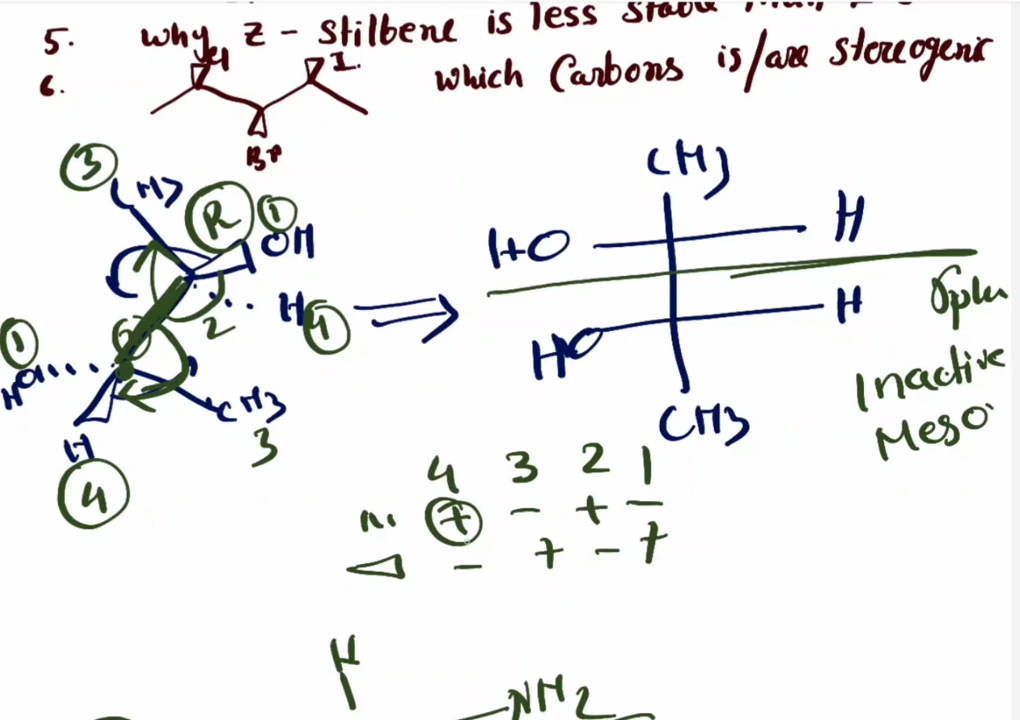 5. why Z - Stilbene is less
6. which Carbons is/are stereogenic
I
Br
3
CH3
R
1
OH
H
4
2
1
HO
CH3
3
H
4
CH3
HO H
HO H
CH3
Inactive
Meso
4 3 2 1
+ - + -
- + - +
H
NH2